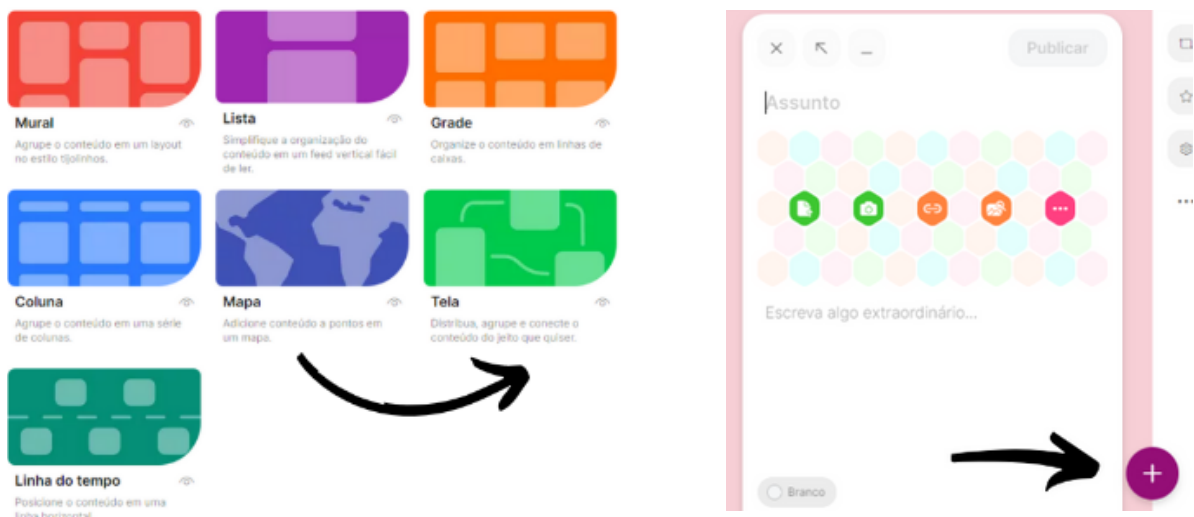 Mural
Agrupe o conteúdo em um layout
no estilo tijolinhos.
Lista
Simplifique a organização do
conteúdo em um feed vertical fácil
de ler.
Grade
Organize o conteúdo em linhas de
caixas.
Coluna
Agrupe o conteúdo em uma série
de colunas.
Mapa
Adicione conteúdo a pontos em
um mapa.
Tela
Distribua, agrupe e conecte o
conteúdo do jeito que quiser.
Linha do tempo
Posicione o conteúdo em uma
linha horizontal.
Publicar
Assunto
Escreva algo extraordinário...
Branco